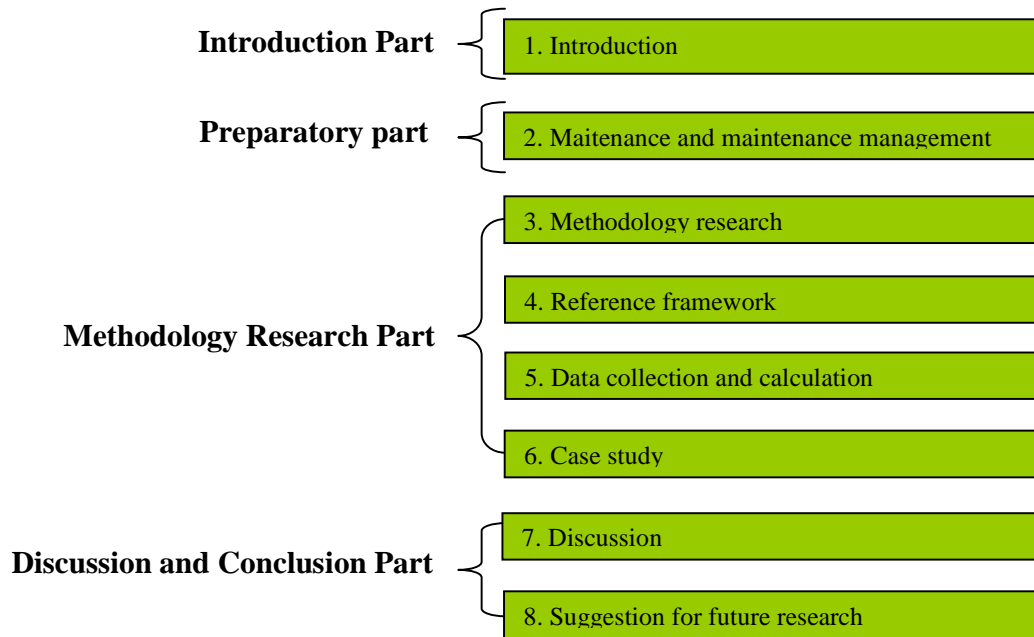 Introduction Part
1. Introduction
Preparatory part
2. Maitenance and maintenance management
Methodology Research Part
3. Methodology research
4. Reference framework
5. Data collection and calculation
6. Case study
Discussion and Conclusion Part
7. Discussion
8. Suggestion for future research